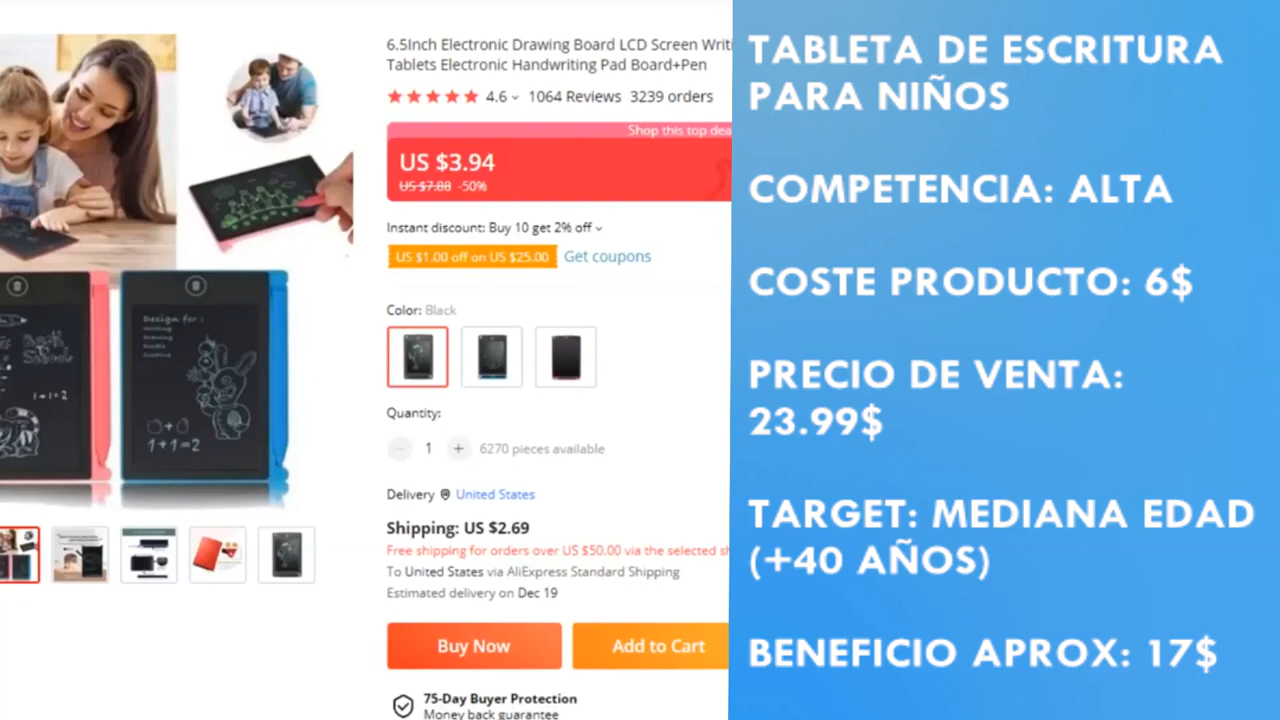 6.5Inch Electronic Drawing Board LCD Screen Writi
Tablets Electronic Handwriting Pad Board+Pen
4.6 1064 Reviews 3239 orders
Shop this top dea
US $3.94
US $7.88 -50%
Instant discount: Buy 10 get 2% off
US $1.00 off on US $25.00 Get coupons
Color: Black
Quantity:
1 6270 pieces available
Delivery United States
Shipping: US $2.69
Free shipping for orders over US $50.00 via the selected sh
To United States via AliExpress Standard Shipping
Estimated delivery on Dec 19
Buy Now Add to Cart
75-Day Buyer Protection
Money back guarantee
Design for :
1+1=2
1+1=2
TABLETA DE ESCRITURA
PARA NIÑOS
COMPETENCIA: ALTA
COSTE PRODUCTO: 6$
PRECIO DE VENTA:
23.99$
TARGET: MEDIANA EDAD
(+40 AÑOS)
BENEFICIO APROX: 17$